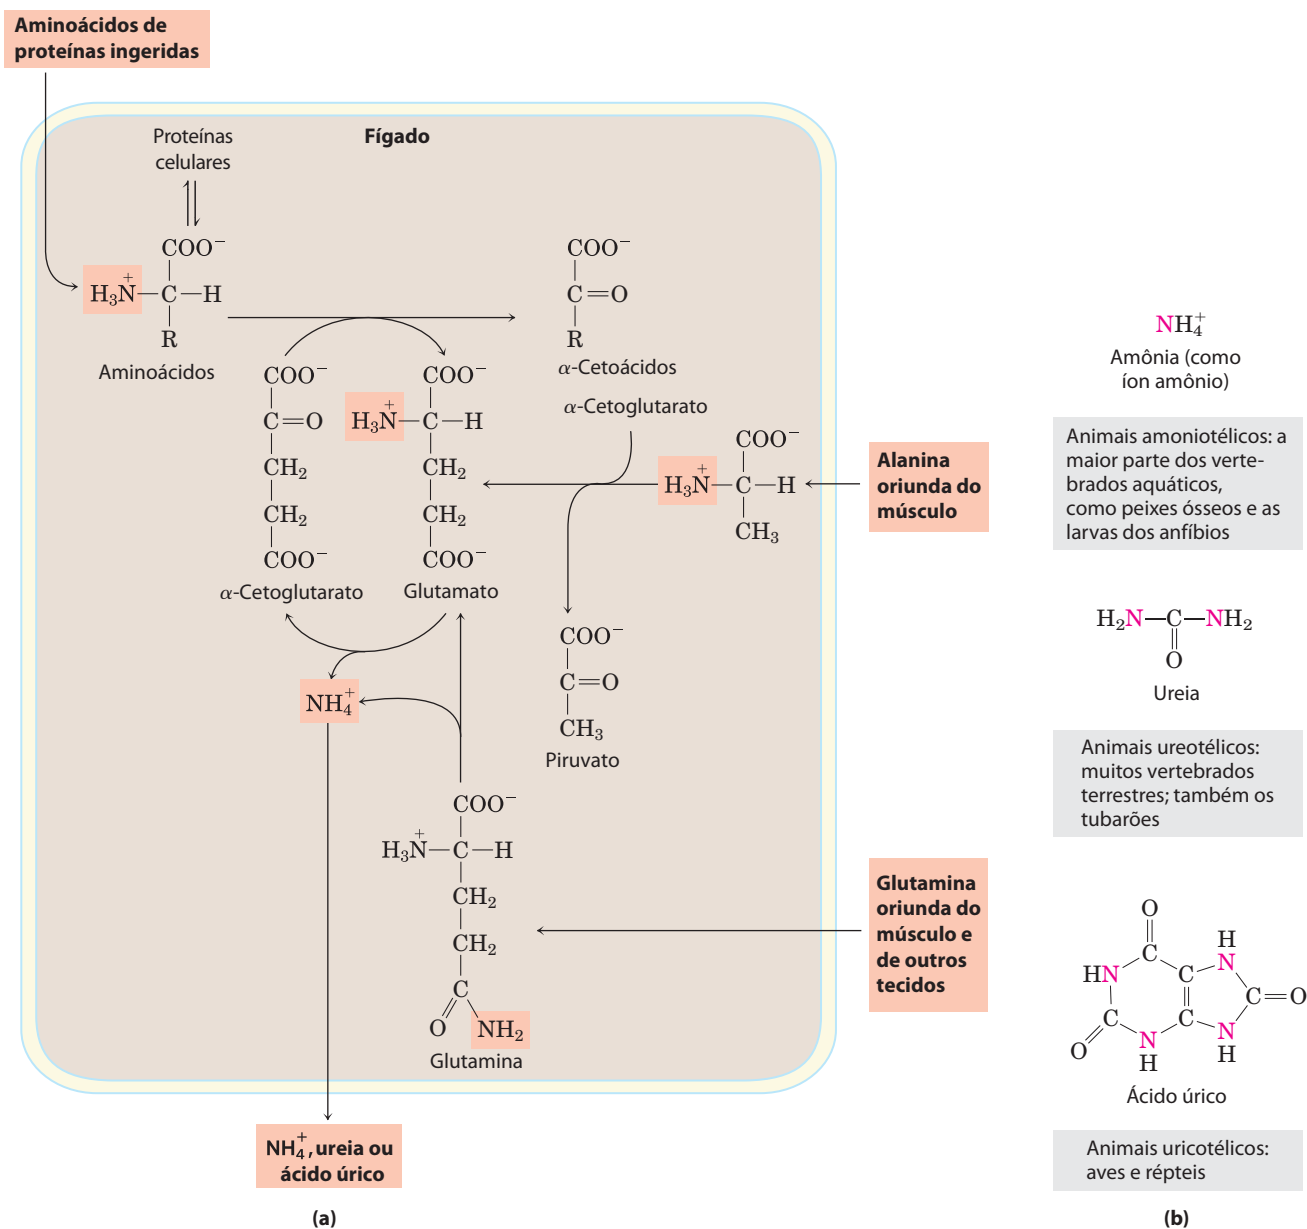 Aminoácidos de
proteínas ingeridas
Fígado
Proteínas
celulares
COO⁻
H₃N⁺—C—H
R
Aminoácidos
COO⁻
C=O
R
α-Cetoácidos
COO⁻
C=O
CH₂
CH₂
COO⁻
α-Cetoglutarato
COO⁻
H₃N⁺—C—H
CH₂
CH₂
COO⁻
Glutamato
α-Cetoglutarato
COO⁻
H₃N⁺—C—H
CH₃
Alanina
oriunda do
músculo
COO⁻
C=O
CH₃
Piruvato
NH₄⁺
COO⁻
H₃N⁺—C—H
CH₂
CH₂
C
O
NH₂
Glutamina
Glutamina
oriunda do
músculo e
de outros
tecidos
NH₄⁺, ureia ou
ácido úrico
(a)
NH₄⁺
Amônia (como
íon amônio)
Animais amoniotélicos: a
maior parte dos verte-
brados aquáticos,
como peixes ósseos e as
larvas dos anfíbios
H₂N—C—NH₂
O
Ureia
Animais ureotélicos:
muitos vertebrados
terrestres; também os
tubarões
O
H
C
N
HN
C
C=O
C
C
N
N
O
H
H
Ácido úrico
Animais uricotélicos:
aves e répteis
(b)